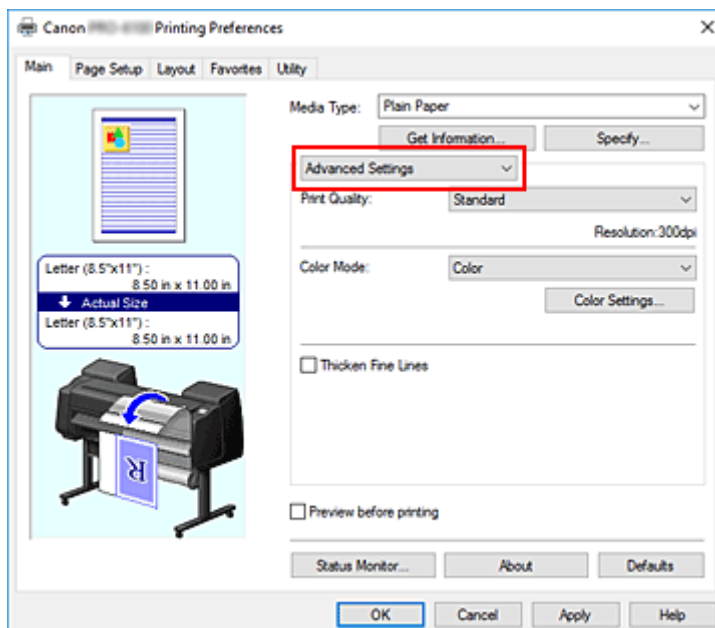 Canon Printing Preferences
Main Page Setup Layout Favorites Utility
Media Type: Plain Paper
Get Information... Specify...
Advanced Settings
Print Quality: Standard
Resolution:300dpi
Color Mode: Color
Color Settings...
Thicken Fine Lines
Letter (8.5"x11") :
8.50 in x 11.00 in
Actual Size
Letter (8.5"x11") :
8.50 in x 11.00 in
R
Preview before printing
Status Monitor... About Defaults
OK Cancel Apply Help